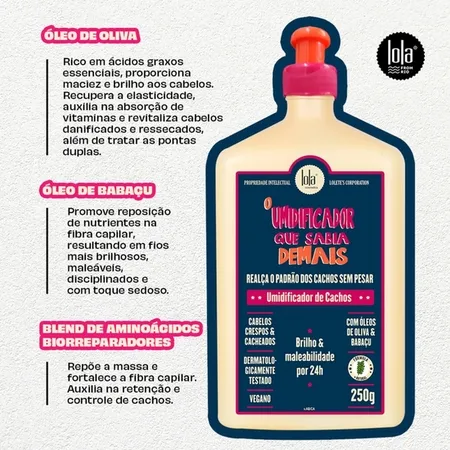 ÓLEO DE OLIVA
Rico em ácidos graxos
essenciais, proporciona
maciez e brilho aos cabelos.
Recupera a elasticidade,
auxilia na absorção de
vitaminas e revitaliza cabelos
danificados e ressecados,
além de tratar as pontas
duplas.
ÓLEO DE BABAÇU
Promove reposição
de nutrientes na
fibra capilar,
resultando em fios
mais brilhosos,
maleáveis,
disciplinados e
com toque sedoso.
BLEND DE AMINOÁCIDOS
BIORREPARADORES
Repõe a massa e
fortalece a fibra capilar.
Auxilia na retenção e
controle de cachos.
lola
FROM RIO
PROPRIEDADE INTELECTUAL
lola
LOLETE'S CORPORATION
O UMIDIFICADOR
QUE SABIA
DEMAIS
REALÇA O PADRÃO DOS CACHOS SEM PESAR
Umidificador de Cachos
CABELOS
CRESPOS &
CACHEADOS
DERMATOLO-
GICAMENTE
TESTADO
VEGANO
Brilho &
maleabilidade
por 24h
COM ÓLEOS
DE OLIVA &
BABAÇU
250g